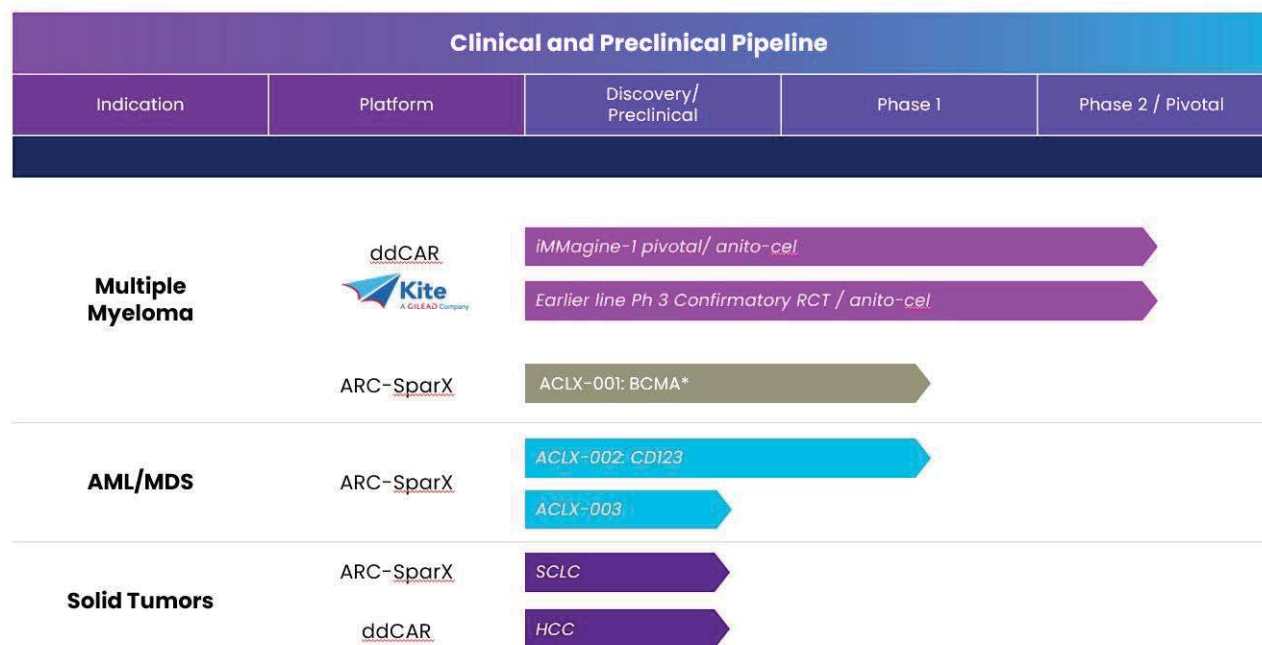 Clinical and Preclinical Pipeline
Indication
Platform
Discovery/
Preclinical
Phase 1
Phase 2 / Pivotal
Multiple
Myeloma
ddCAR
Kite
A GILEAD Company
iMMagine-1 pivotal/ anito-cel
Earlier line Ph 3 Confirmatory RCT / anito-cel
ARC-SparX
ACLX-001: BCMA*
AML/MDS
ARC-SparX
ACLX-002: CD123
ACLX-003
Solid Tumors
ARC-SparX
SCLC
ddCAR
HCC